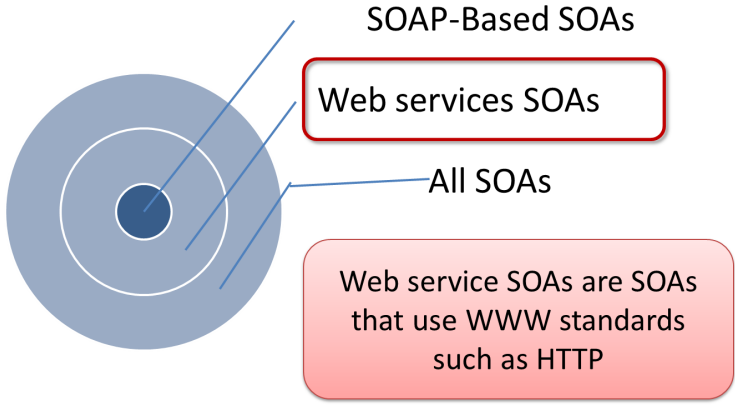 SOAP-Based SOAs
Web services SOAs
All SOAs
Web service SOAs are SOAs
that use WWW standards
such as HTTP